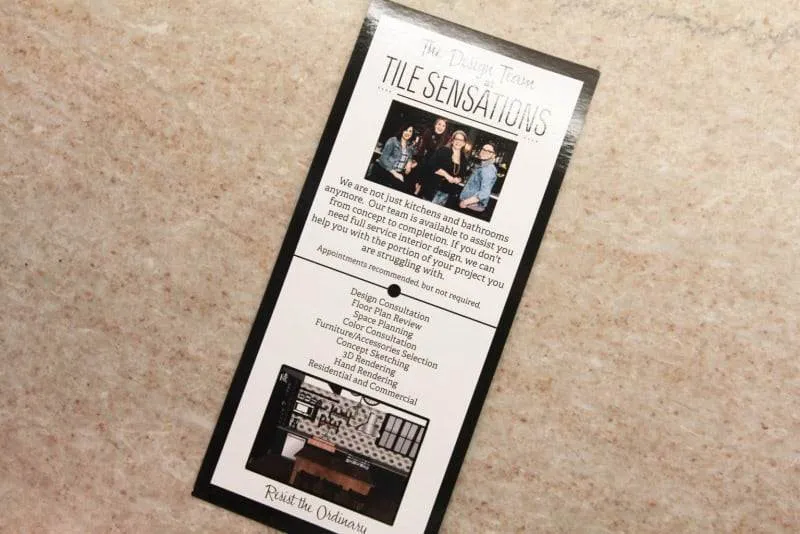 The Design Team
at
TILE SENSATIONS
We are not just kitchens and bathrooms
anymore. Our team is available to assist you
from concept to completion. If you don't
need full service interior design, we can
help you with the portion of your project you
are struggling with.
Appointments recommended, but not required.
Design Consultation
Floor Plan Review
Space Planning
Color Consultation
Furniture/Accessories Selection
Concept Sketching
3D Rendering
Hand Rendering
Residential and Commercial
Resist the Ordinary